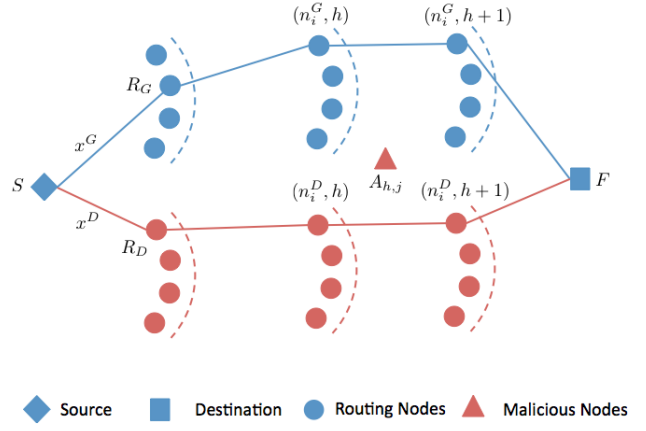 (n_i^G, h) (n_i^G, h + 1)
R_G
x^G
S
A_{h,j}
F
(n_i^D, h) (n_i^D, h + 1)
x^D
R_D
Source Destination Routing Nodes Malicious Nodes